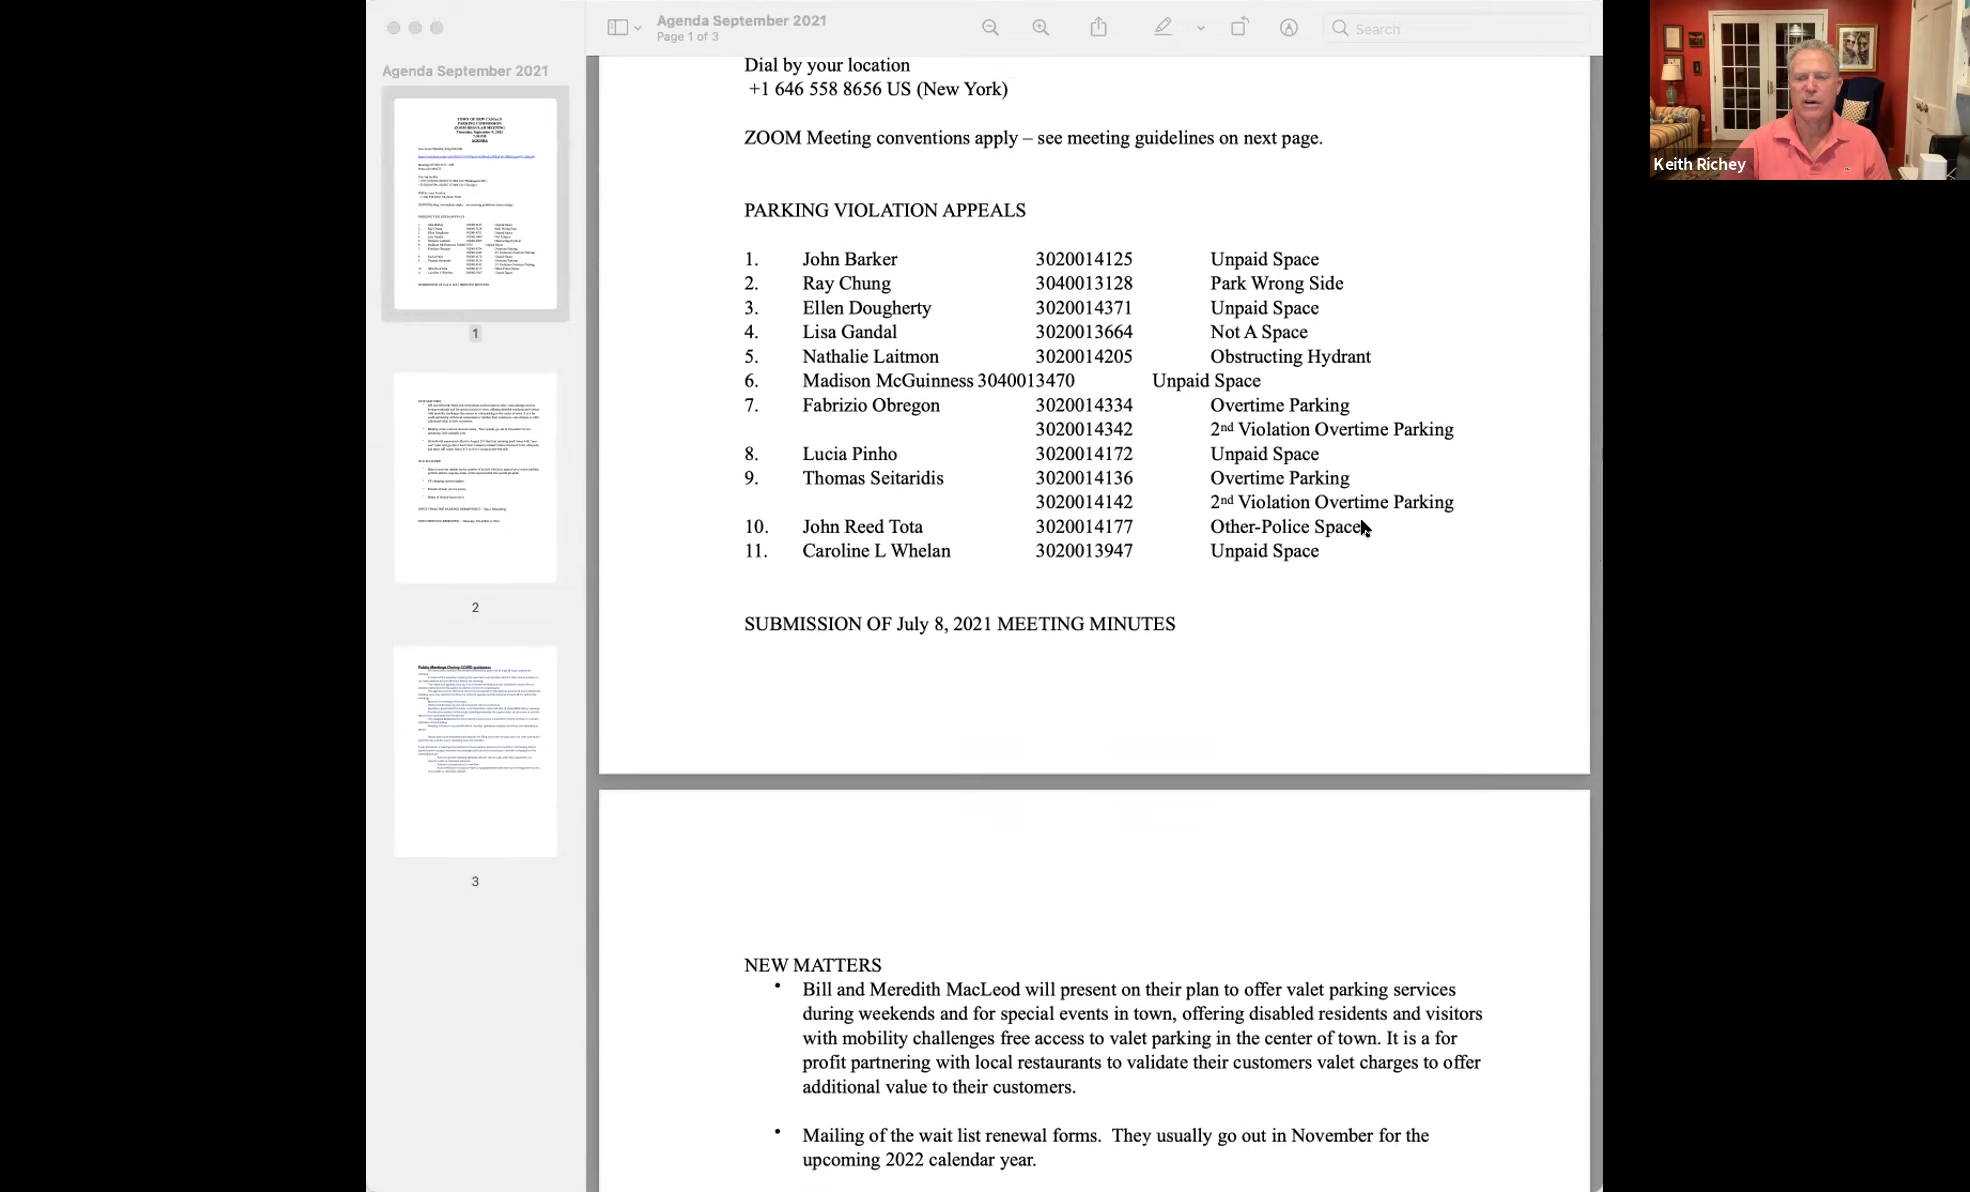 Agenda September 2021
Page 1 of 3
Search
Keith Richey
Agenda September 2021
1
2
3
Dial by your location
+1 646 558 8656 US (New York)
ZOOM Meeting conventions apply – see meeting guidelines on next page.
PARKING VIOLATION APPEALS
1. John Barker 3020014125 Unpaid Space
2. Ray Chung 3040013128 Park Wrong Side
3. Ellen Dougherty 3020014371 Unpaid Space
4. Lisa Gandal 3020013664 Not A Space
5. Nathalie Laitmon 3020014205 Obstructing Hydrant
6. Madison McGuinness 3040013470 Unpaid Space
7. Fabrizio Obregon 3020014334 Overtime Parking
3020014342 2nd Violation Overtime Parking
8. Lucia Pinho 3020014172 Unpaid Space
9. Thomas Seitaridis 3020014136 Overtime Parking
3020014142 2nd Violation Overtime Parking
10. John Reed Tota 3020014177 Other-Police Space
11. Caroline L Whelan 3020013947 Unpaid Space
SUBMISSION OF July 8, 2021 MEETING MINUTES
NEW MATTERS
• Bill and Meredith MacLeod will present on their plan to offer valet parking services
during weekends and for special events in town, offering disabled residents and visitors
with mobility challenges free access to valet parking in the center of town. It is a for
profit partnering with local restaurants to validate their customers valet charges to offer
additional value to their customers.
• Mailing of the wait list renewal forms. They usually go out in November for the
upcoming 2022 calendar year.